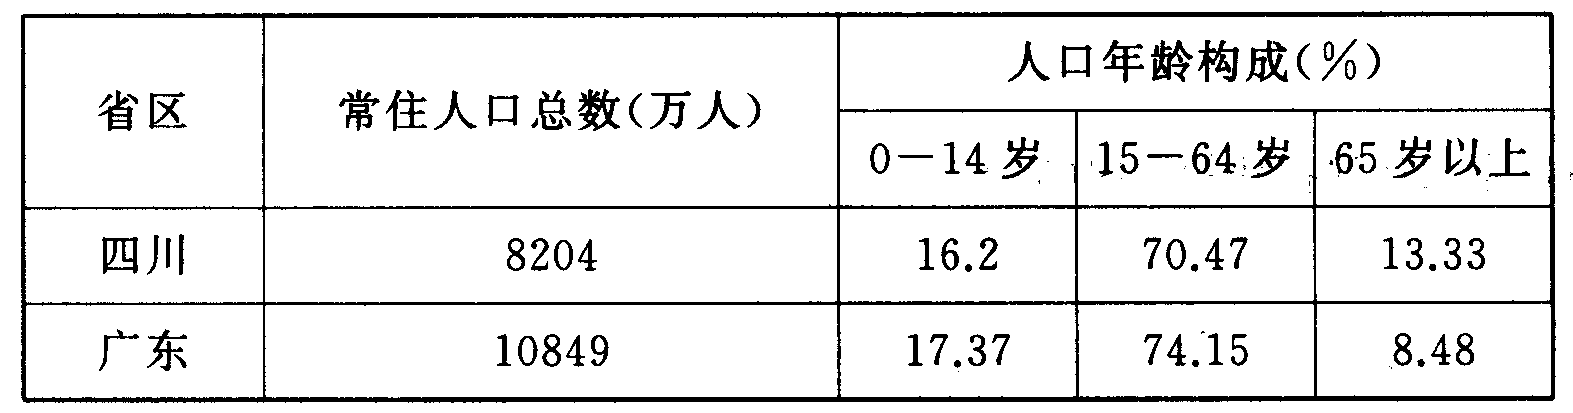 省区 常住人口总数(万人) 人口年龄构成(%)
0－14岁 15－64岁 65岁以上
四川 8204 16.2 70.47 13.33
广东 10849 17.37 74.15 8.48